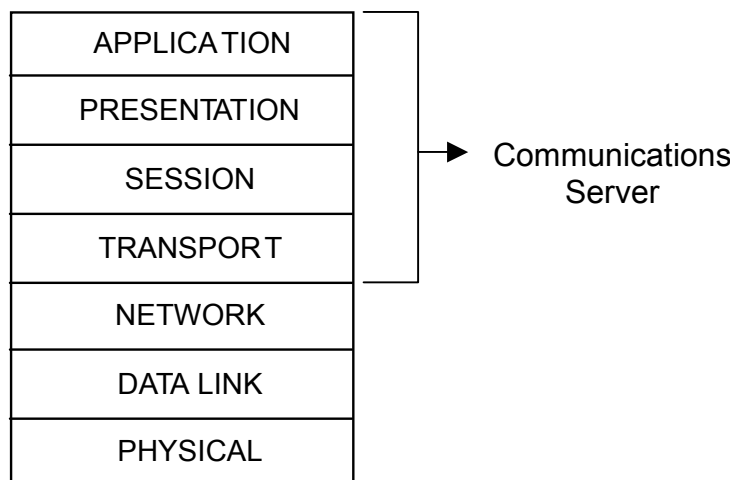 APPLICATION
PRESENTATION
SESSION
TRANSPORT
NETWORK
DATA LINK
PHYSICAL
Communications
Server